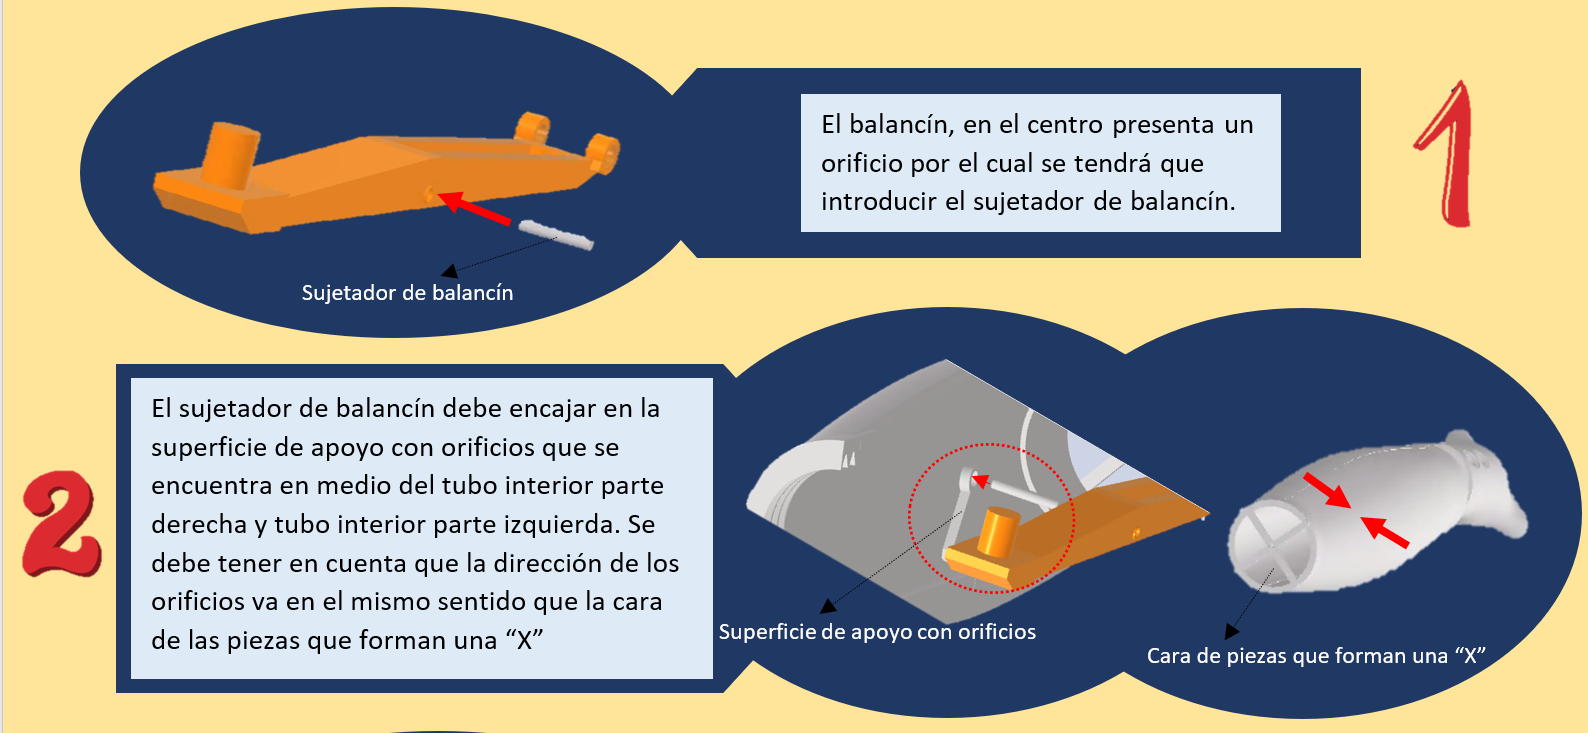 El balancín, en el centro presenta un
orificio por el cual se tendrá que
introducir el sujetador de balancín.
1
Sujetador de balancín
2
El sujetador de balancín debe encajar en la
superficie de apoyo con orificios que se
encuentra en medio del tubo interior parte
derecha y tubo interior parte izquierda. Se
debe tener en cuenta que la dirección de los
orificios va en el mismo sentido que la cara
de las piezas que forman una “X”
Superficie de apoyo con orificios
Cara de piezas que forman una “X”